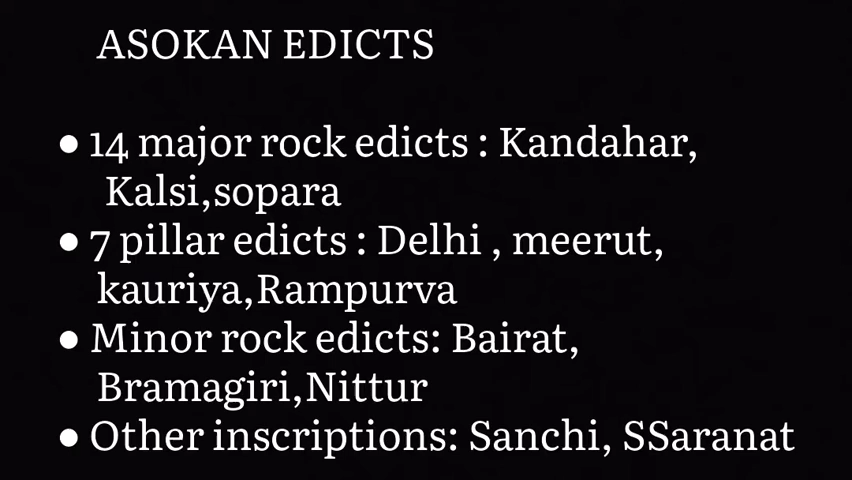 ASOKAN EDICTS
● 14 major rock edicts : Kandahar,
Kalsi,sopara
● 7 pillar edicts : Delhi , meerut,
kauriya,Rampurva
● Minor rock edicts: Bairat,
Bramagiri,Nittur
● Other inscriptions: Sanchi, SSaranat